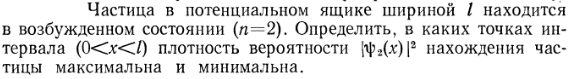 Частица в потенциальном ящике шириной l находится
в возбужденном состоянии (n=2). Определить, в каких точках ин-
тервала (0<x<l) плотность вероятности |ψ₂(x)|² нахождения час-
тицы максимальна и минимальна.